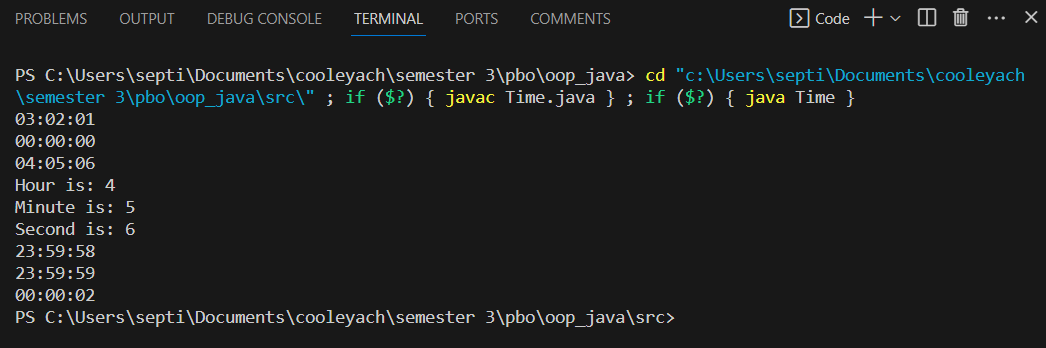 PROBLEMS OUTPUT DEBUG CONSOLE TERMINAL PORTS COMMENTS Code
PS C:\Users\septi\Documents\cooleyach\semester 3\pbo\oop_java> cd "c:\Users\septi\Documents\cooleyach
\semester 3\pbo\oop_java\src\" ; if ($?) { javac Time.java } ; if ($?) { java Time }
03:02:01
00:00:00
04:05:06
Hour is: 4
Minute is: 5
Second is: 6
23:59:58
23:59:59
00:00:02
PS C:\Users\septi\Documents\cooleyach\semester 3\pbo\oop_java\src>